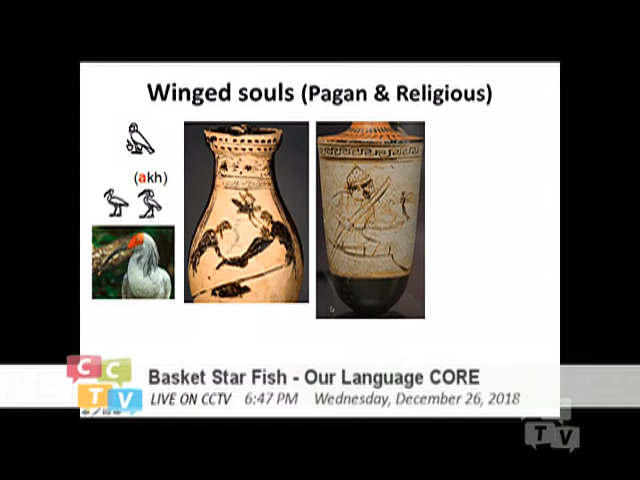 Winged souls (Pagan & Religious)
(akh)
CC
TV
Basket Star Fish - Our Language CORE
LIVE ON CCTV 6:47 PM Wednesday, December 26, 2018
TV